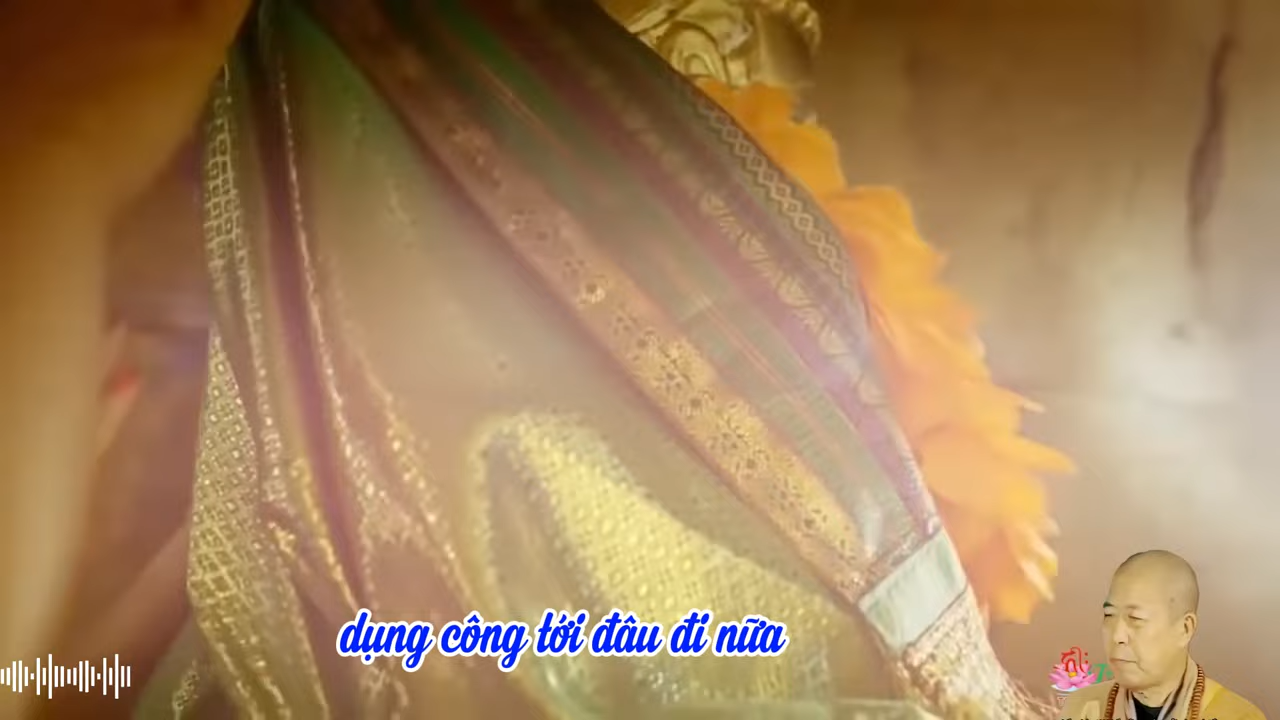 dụng công tới đâu đi nữa